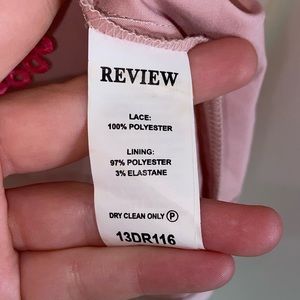 REVIEW
LACE:
100% POLYESTER
LINING:
97% POLYESTER
3% ELASTANE
DRY CLEAN ONLY Ⓟ
13DR116